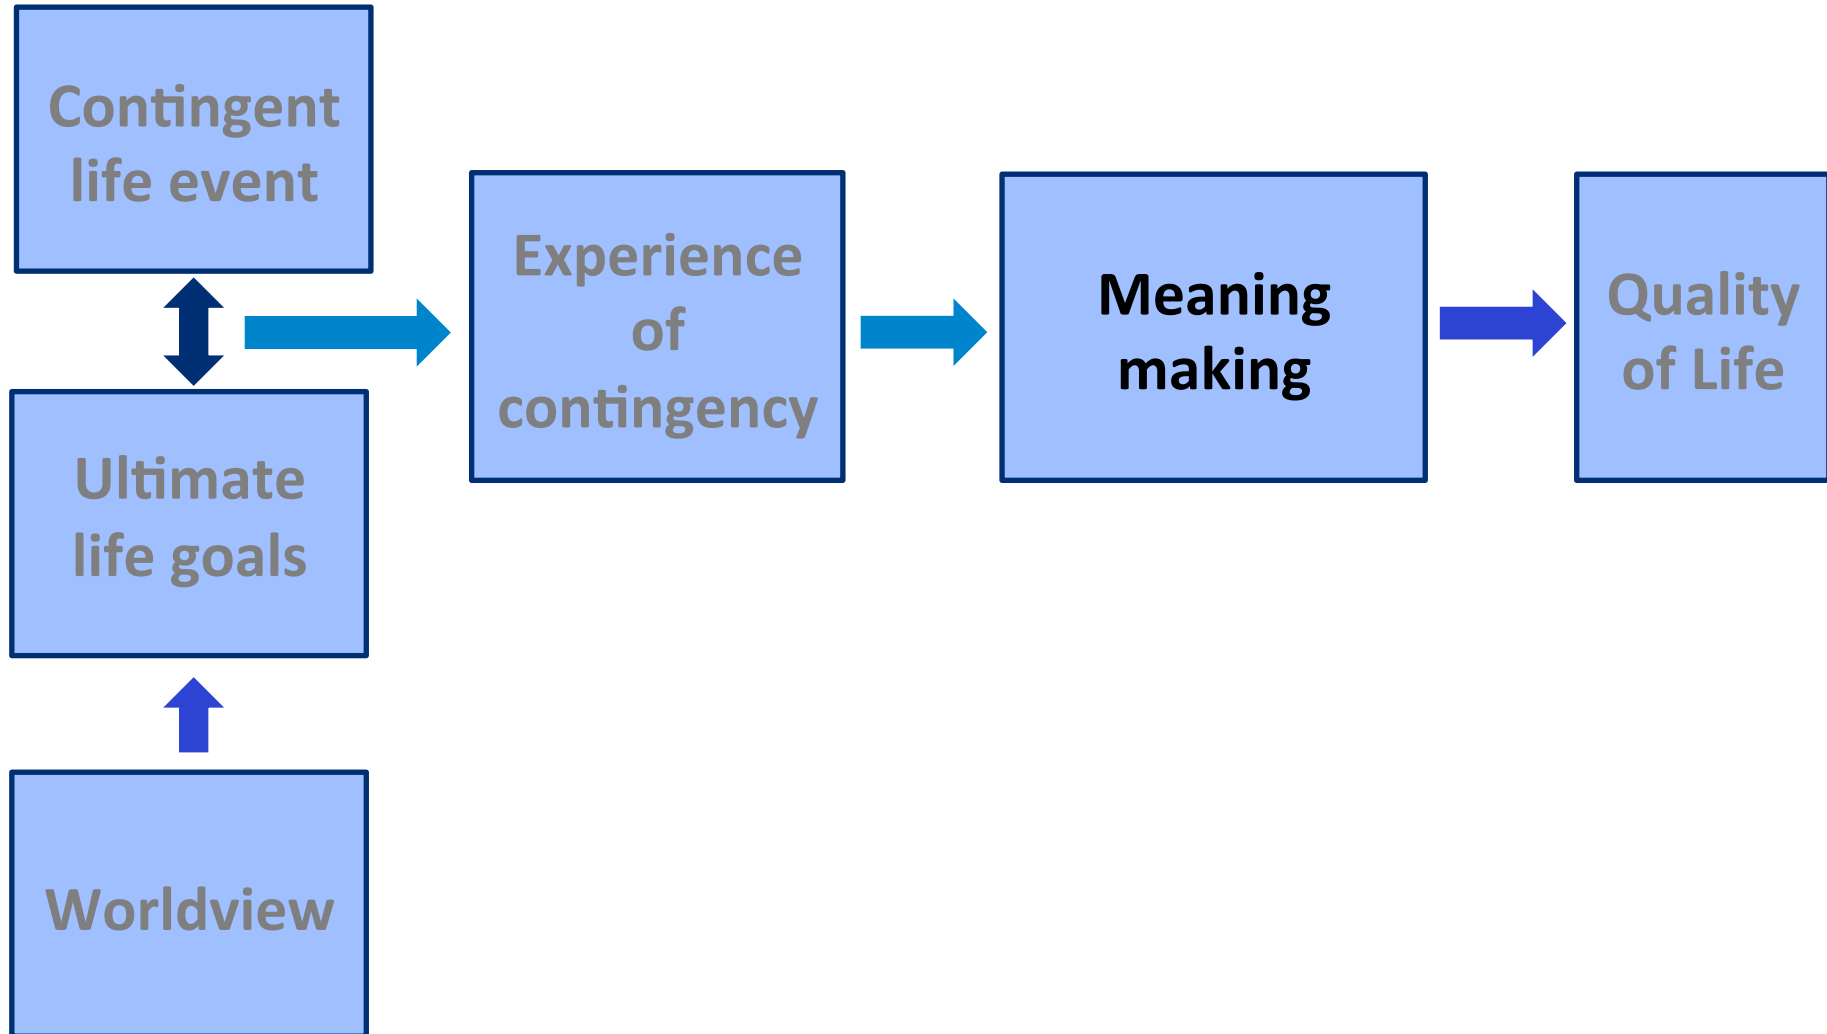 Contingent
life event
Experience
of
contingency
Meaning
making
Quality
of Life
Ultimate
life goals
Worldview